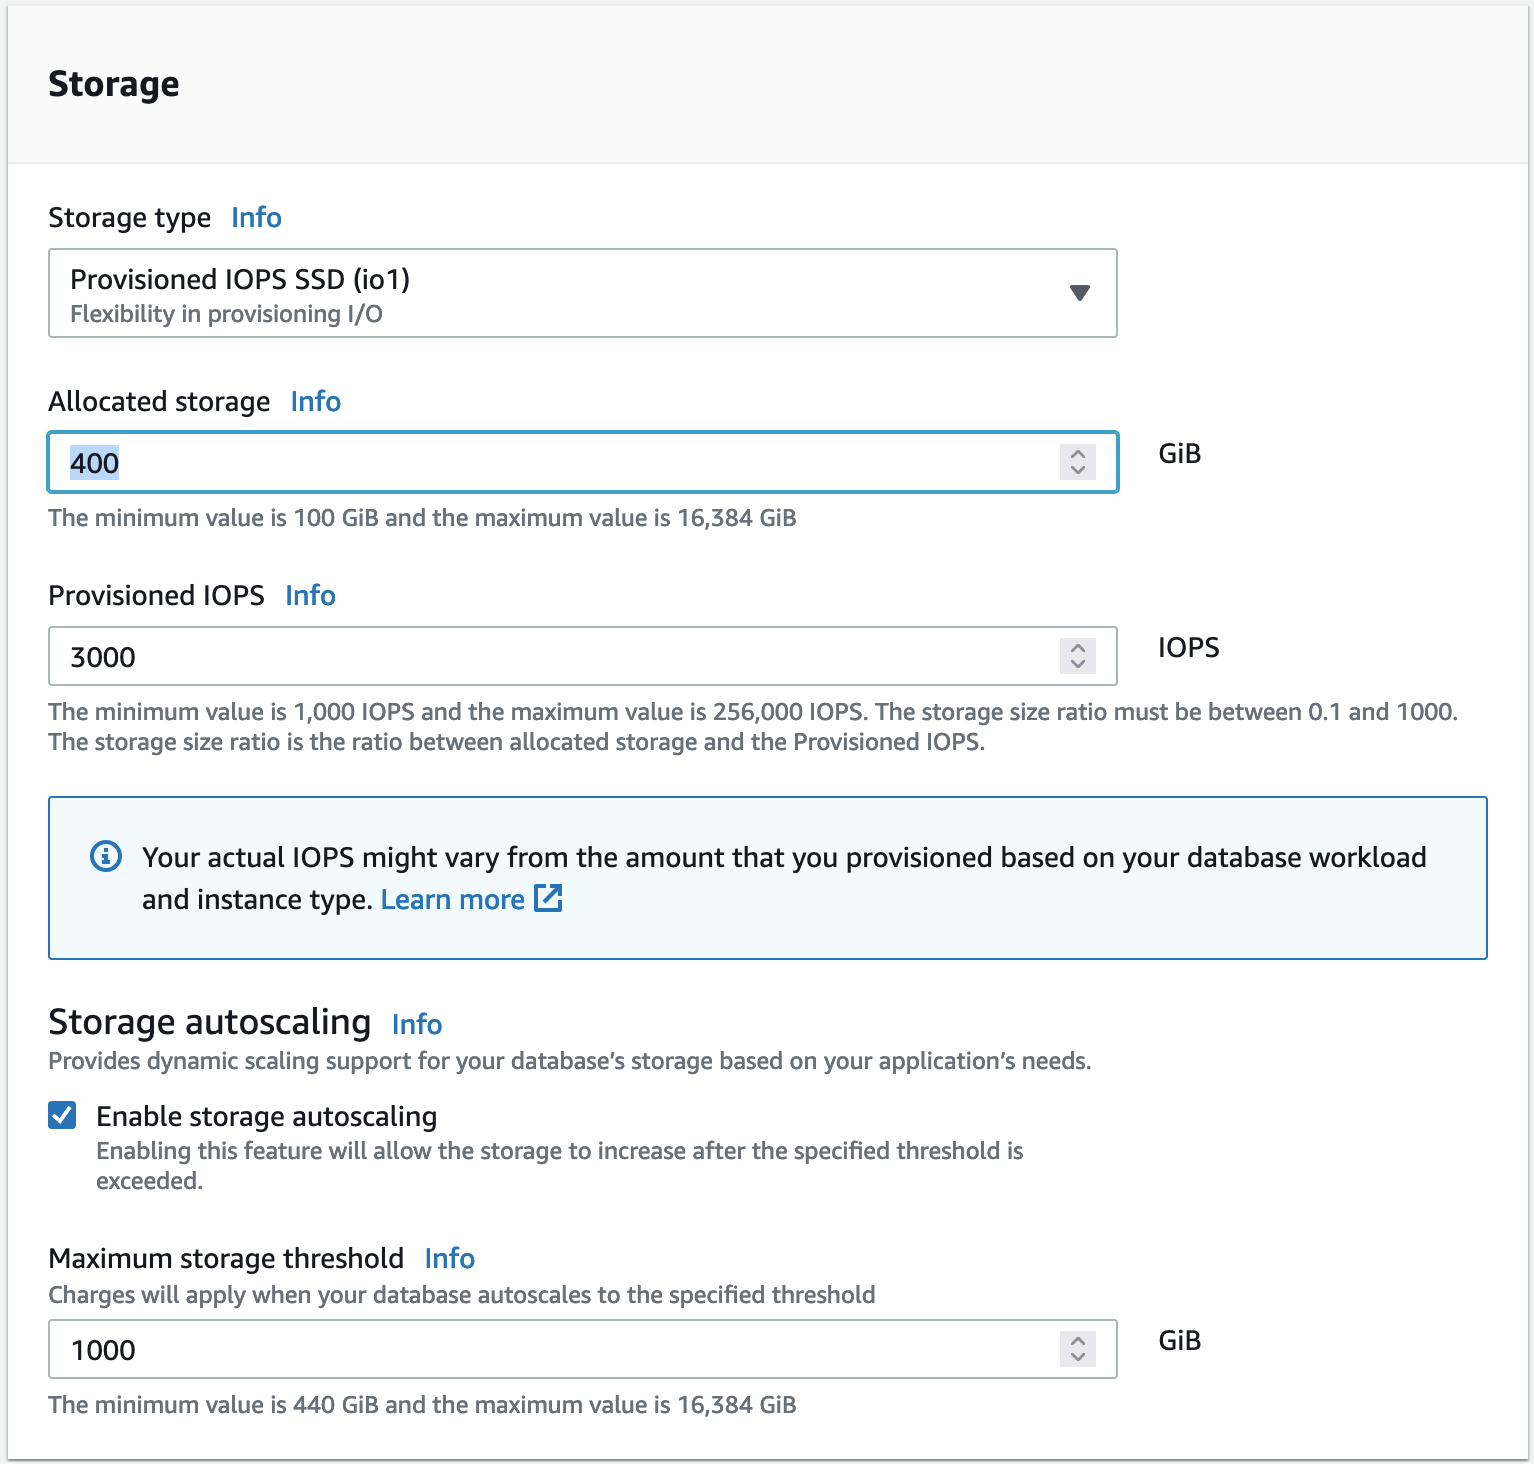 Storage
Storage type Info
Provisioned IOPS SSD (io1)
Flexibility in provisioning I/O
Allocated storage Info
400
GiB
The minimum value is 100 GiB and the maximum value is 16,384 GiB
Provisioned IOPS Info
3000
IOPS
The minimum value is 1,000 IOPS and the maximum value is 256,000 IOPS. The storage size ratio must be between 0.1 and 1000.
The storage size ratio is the ratio between allocated storage and the Provisioned IOPS.
Your actual IOPS might vary from the amount that you provisioned based on your database workload
and instance type. Learn more
Storage autoscaling Info
Provides dynamic scaling support for your database’s storage based on your application’s needs.
Enable storage autoscaling
Enabling this feature will allow the storage to increase after the specified threshold is
exceeded.
Maximum storage threshold Info
Charges will apply when your database autoscales to the specified threshold
1000
GiB
The minimum value is 440 GiB and the maximum value is 16,384 GiB